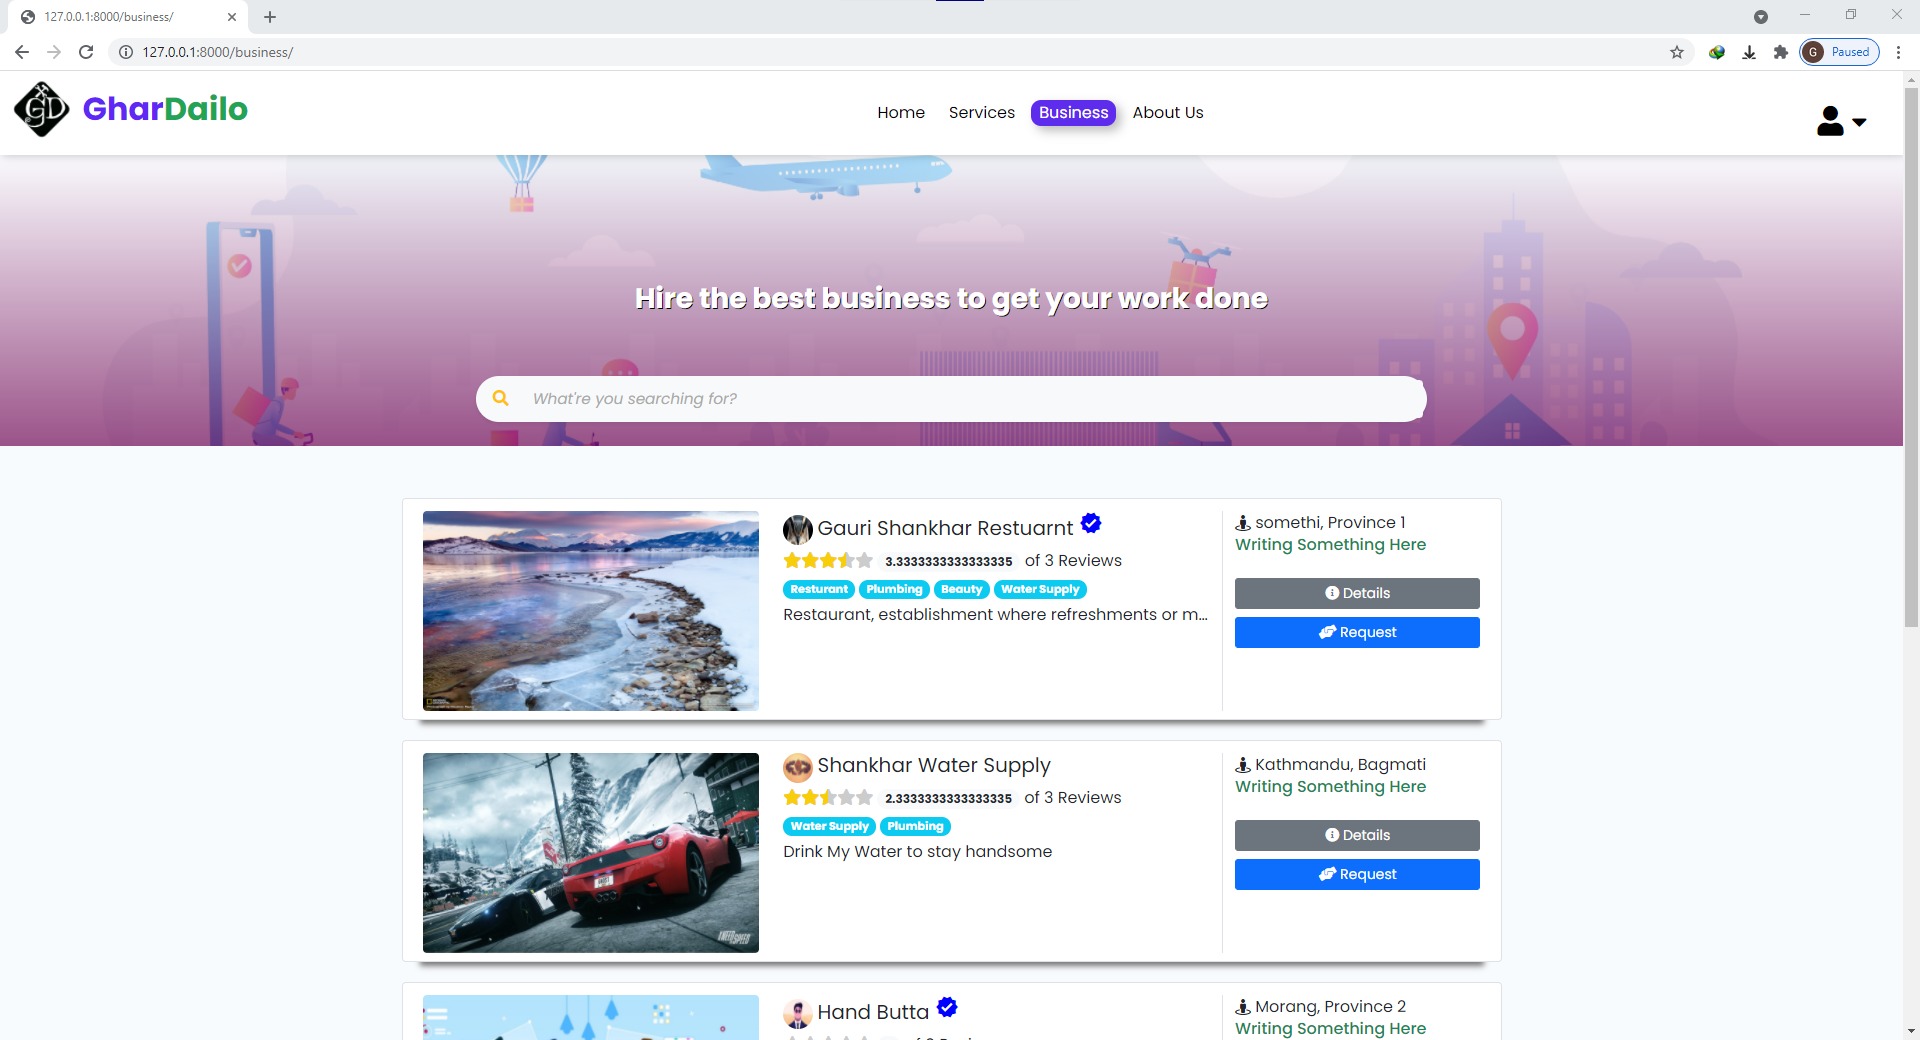 127.0.0.1:8000/business/
127.0.0.1:8000/business/
G Paused
GD
GharDailo
Home Services Business About Us
Hire the best business to get your work done
What're you searching for?
Gauri Shankhar Restuarnt
3.3333333333333335 of 3 Reviews
Resturant Plumbing Beauty Water Supply
Restaurant, establishment where refreshments or m...
somethi, Province 1
Writing Something Here
Details
Request
Shankhar Water Supply
2.3333333333333335 of 3 Reviews
Water Supply Plumbing
Drink My Water to stay handsome
Kathmandu, Bagmati
Writing Something Here
Details
Request
Hand Butta
Morang, Province 2
Writing Something Here